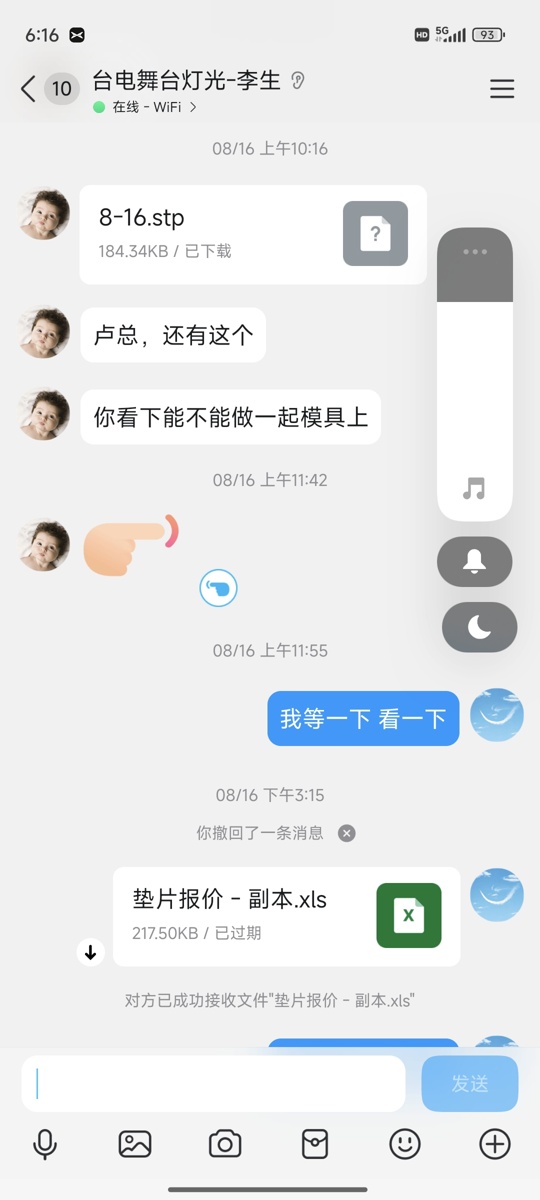 6:16
HD 5G 93
10 台电舞台灯光-李生
在线 - WiFi
08/16 上午10:16
8-16.stp
184.34KB / 已下载
卢总，还有这个
你看下能不能做一起模具上
08/16 上午11:42
08/16 上午11:55
我等一下 看一下
08/16 下午3:15
你撤回了一条消息
垫片报价 - 副本.xls
217.50KB / 已过期
对方已成功接收文件"垫片报价 - 副本.xls"
发送